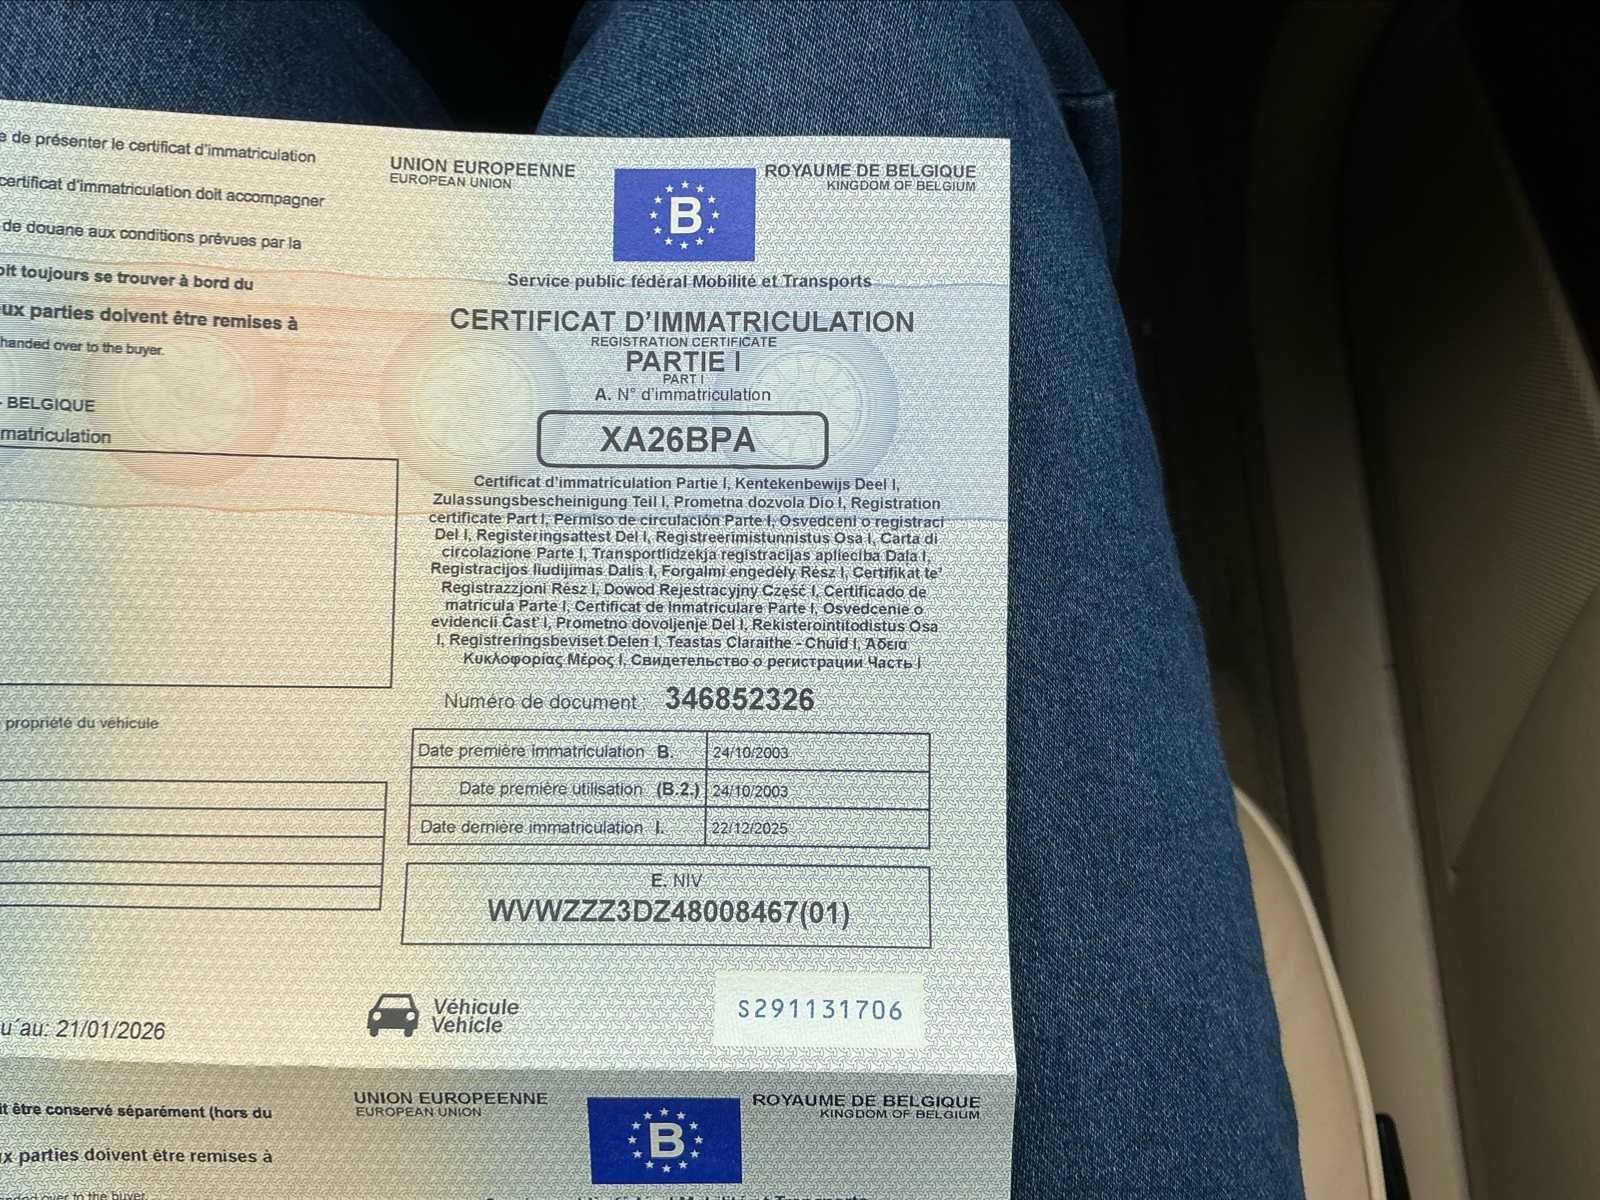 e de présenter le certificat d'immatriculation
certificat d'immatriculation doit accompagner
de douane aux conditions prévues par la
oit toujours se trouver à bord du
ux parties doivent être remises à
handed over to the buyer.
- BELGIQUE
matriculation
propriété du véhicule
u'au: 21/01/2026
UNION EUROPEENNE
EUROPEAN UNION
B
ROYAUME DE BELGIQUE
KINGDOM OF BELGIUM
Service public fédéral Mobilité et Transports
CERTIFICAT D'IMMATRICULATION
REGISTRATION CERTIFICATE
PARTIE I
PART I
A. N° d'immatriculation
XA26BPA
Certificat d'immatriculation Partie I, Kentekenbewijs Deel I,
Zulassungsbescheinigung Teil I, Prometna dozvola Dio I, Registration
certificate Part I, Permiso de circulación Parte I, Osvedceni o registraci
Del I, Registeringsattest Del I, Registreerimistunnistus Osa I, Carta di
circolazione Parte I, Transportlidzekja registracijas aplieciba Dala I,
Registracijos liudijimas Dalis I, Forgalmi engedély Rész I, Certifikat te'
Registrazzjoni Rész I, Dowod Rejestracyjny Część I, Certificado de
matricula Parte I, Certificat de Inmatriculare Parte I, Osvedcenie o
evidencii Čast' I, Prometno dovoljenje Del I, Rekisterointitodistus Osa
I, Registreringsbeviset Delen I, Teastas Claraithe - Chuid I, Άδεια
Κυκλοφορίας Μέρος I, Свидетельство о регистрации Часть I
Numéro de document : 346852326
Date première immatriculation B. 24/10/2003
Date première utilisation (B.2.) 24/10/2003
Date dernière immatriculation I. 22/12/2025
E. NIV
WVWZZZ3DZ48008467(01)
Véhicule
Vehicle
S291131706
it être conservé séparément (hors du
x parties doivent être remises à
UNION EUROPEENNE
EUROPEAN UNION
B
ROYAUME DE BELGIQUE
KINGDOM OF BELGIUM